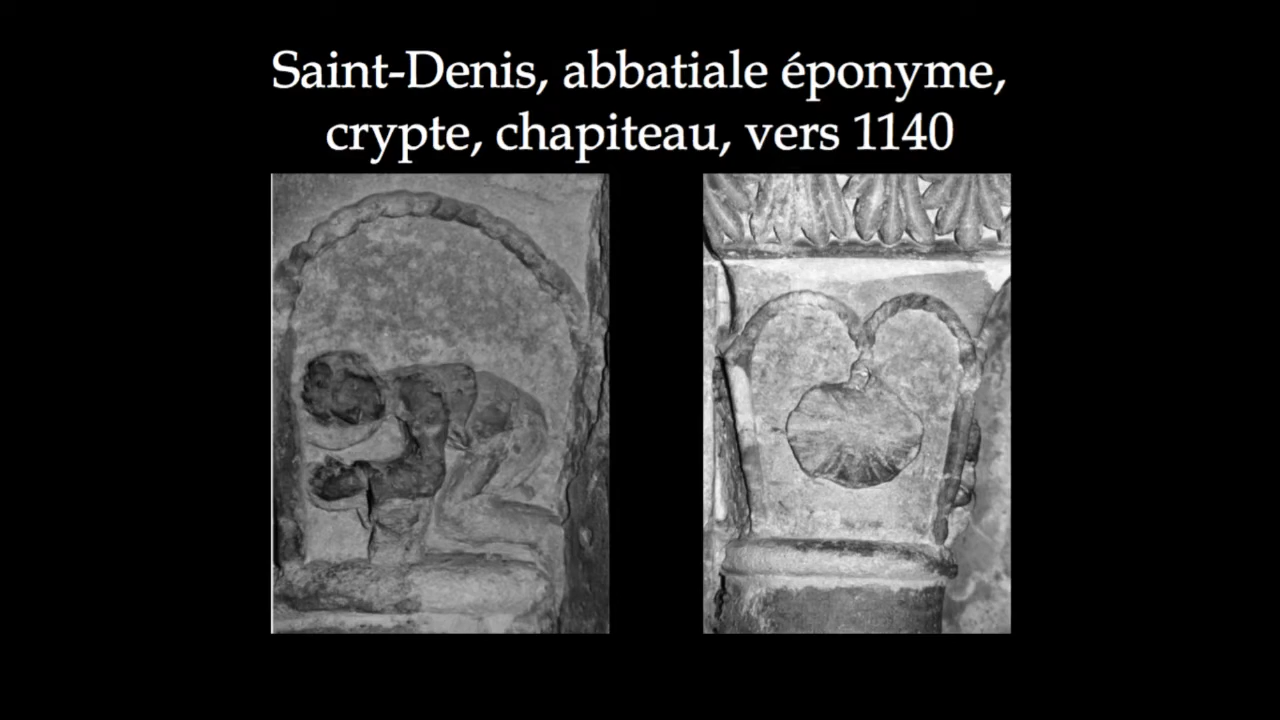 Saint-Denis, abbatiale éponyme,
crypte, chapiteau, vers 1140